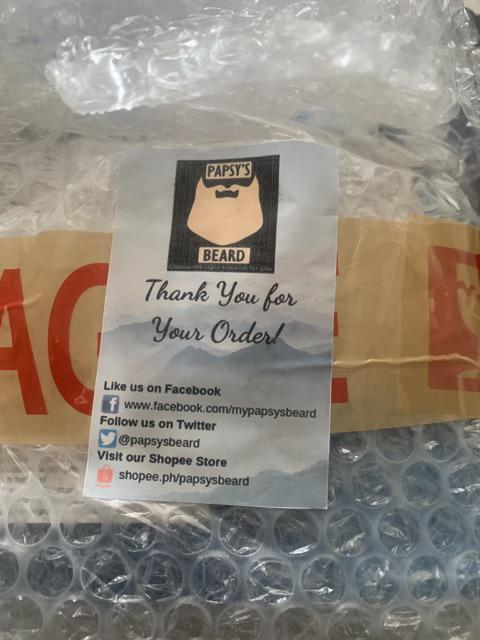 PAPSY'S
BEARD
Thank You for
Your Order!
Like us on Facebook
www.facebook.com/mypapsysbeard
Follow us on Twitter
@papsysbeard
Visit our Shopee Store
shopee.ph/papsysbeard